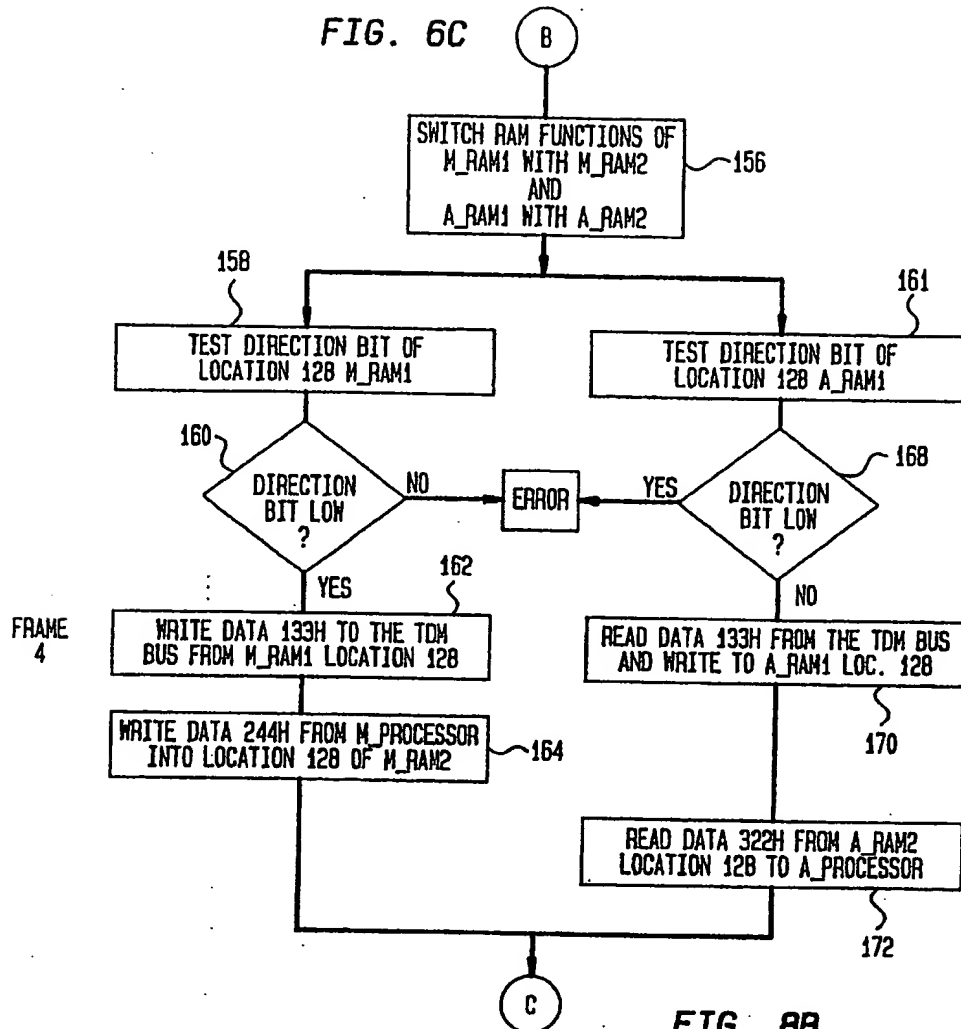 FIG. 6C
B
SWITCH RAM FUNCTIONS OF
M_RAM1 WITH M_RAM2
AND
A_RAM1 WITH A_RAM2
156
158
161
TEST DIRECTION BIT OF
LOCATION 128 M_RAM1
TEST DIRECTION BIT OF
LOCATION 128 A_RAM1
160
168
DIRECTION
BIT LOW
?
NO
ERROR
YES
DIRECTION
BIT LOW
?
YES
162
NO
FRAME
4
WRITE DATA 133H TO THE TDM
BUS FROM M_RAM1 LOCATION 128
READ DATA 133H FROM THE TDM BUS
AND WRITE TO A_RAM1 LOC. 128
170
WRITE DATA 244H FROM M_PROCESSOR
INTO LOCATION 128 OF M_RAM2
164
READ DATA 322H FROM A_RAM2
LOCATION 128 TO A_PROCESSOR
172
C
FIG. 8B